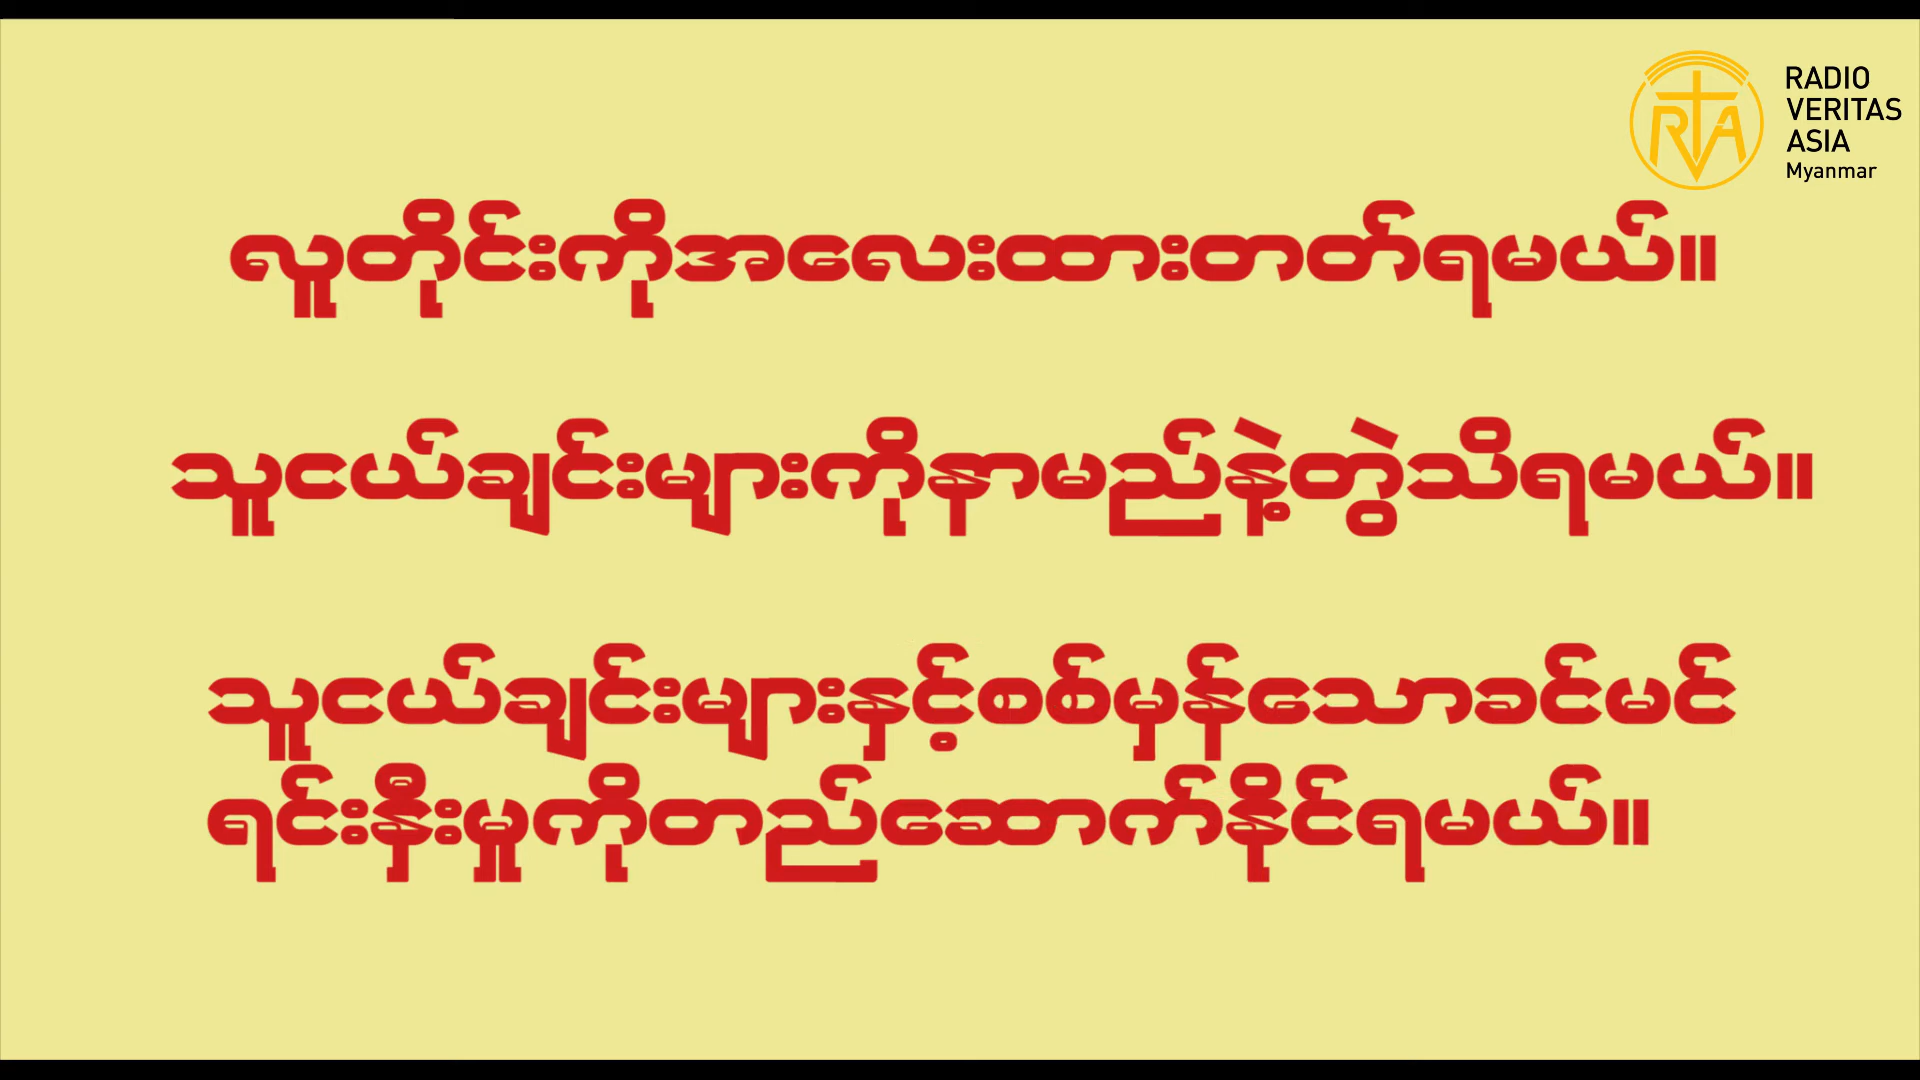 RADIO
VERITAS
ASIA
Myanmar
လူတိုင်းကိုအလေးထားတတ်ရမယ်။
သူငယ်ချင်းများကိုနာမည်နဲ့တွဲသိရမယ်။
သူငယ်ချင်းများနှင့်စစ်မှန်သောခင်မင်
ရင်းနှီးမှုကိုတည်ဆောက်နိုင်ရမယ်။